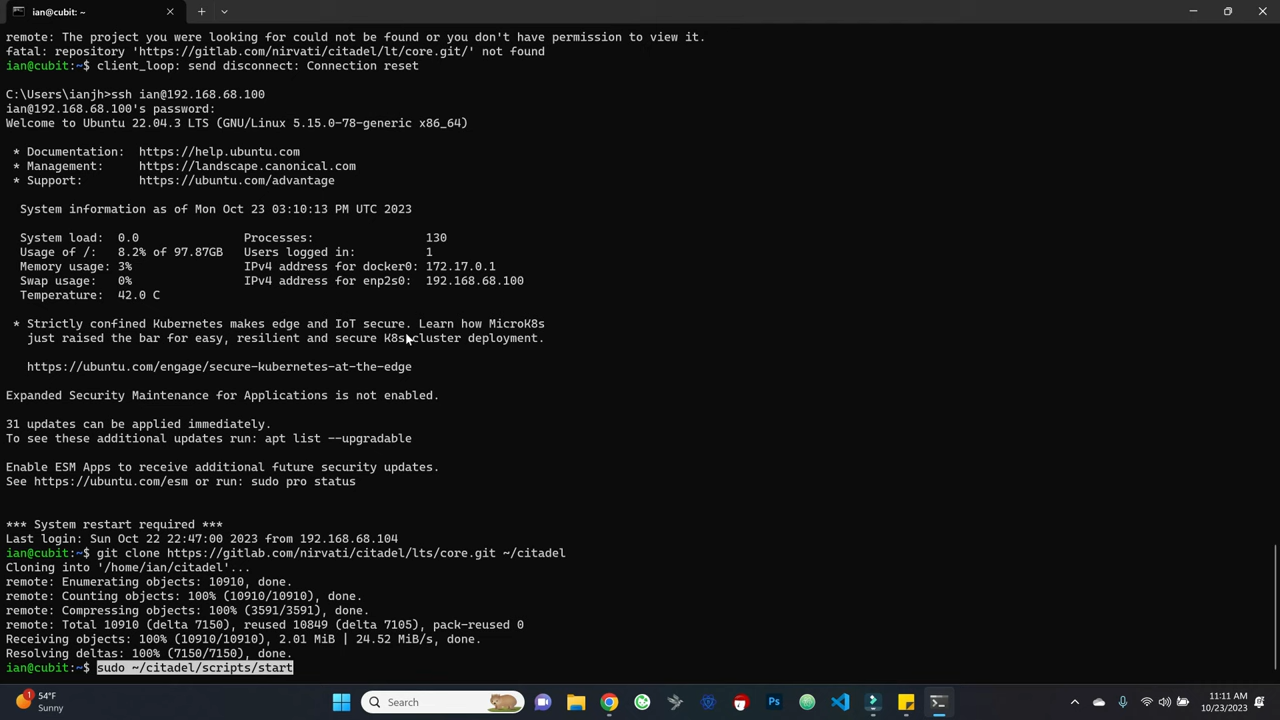 ian@cubit: ~
remote: The project you were looking for could not be found or you don't have permission to view it.
fatal: repository 'https://gitlab.com/nirvati/citadel/lt/core.git/' not found
ian@cubit:~$ client_loop: send disconnect: Connection reset
C:\Users\ianjh>ssh ian@192.168.68.100
ian@192.168.68.100's password:
Welcome to Ubuntu 22.04.3 LTS (GNU/Linux 5.15.0-78-generic x86_64)
* Documentation:  https://help.ubuntu.com
* Management:     https://landscape.canonical.com
* Support:        https://ubuntu.com/advantage
System information as of Mon Oct 23 03:10:13 PM UTC 2023
System load:  0.0               Processes:                130
Usage of /:   8.2% of 97.87GB   Users logged in:          1
Memory usage: 3%                IPv4 address for docker0: 172.17.0.1
Swap usage:   0%                IPv4 address for enp2s0:  192.168.68.100
Temperature:  42.0 C
* Strictly confined Kubernetes makes edge and IoT secure. Learn how MicroK8s
just raised the bar for easy, resilient and secure K8s cluster deployment.
https://ubuntu.com/engage/secure-kubernetes-at-the-edge
Expanded Security Maintenance for Applications is not enabled.
31 updates can be applied immediately.
To see these additional updates run: apt list --upgradable
Enable ESM Apps to receive additional future security updates.
See https://ubuntu.com/esm or run: sudo pro status
*** System restart required ***
Last login: Sun Oct 22 22:47:00 2023 from 192.168.68.104
ian@cubit:~$ git clone https://gitlab.com/nirvati/citadel/lts/core.git ~/citadel
Cloning into '/home/ian/citadel'...
remote: Enumerating objects: 10910, done.
remote: Counting objects: 100% (10910/10910), done.
remote: Compressing objects: 100% (3591/3591), done.
remote: Total 10910 (delta 7150), reused 10849 (delta 7105), pack-reused 0
Receiving objects: 100% (10910/10910), 2.01 MiB | 24.52 MiB/s, done.
Resolving deltas: 100% (7150/7150), done.
ian@cubit:~$ sudo ~/citadel/scripts/start
1
54°F
Sunny
Search
Ps
11:11 AM
10/23/2023